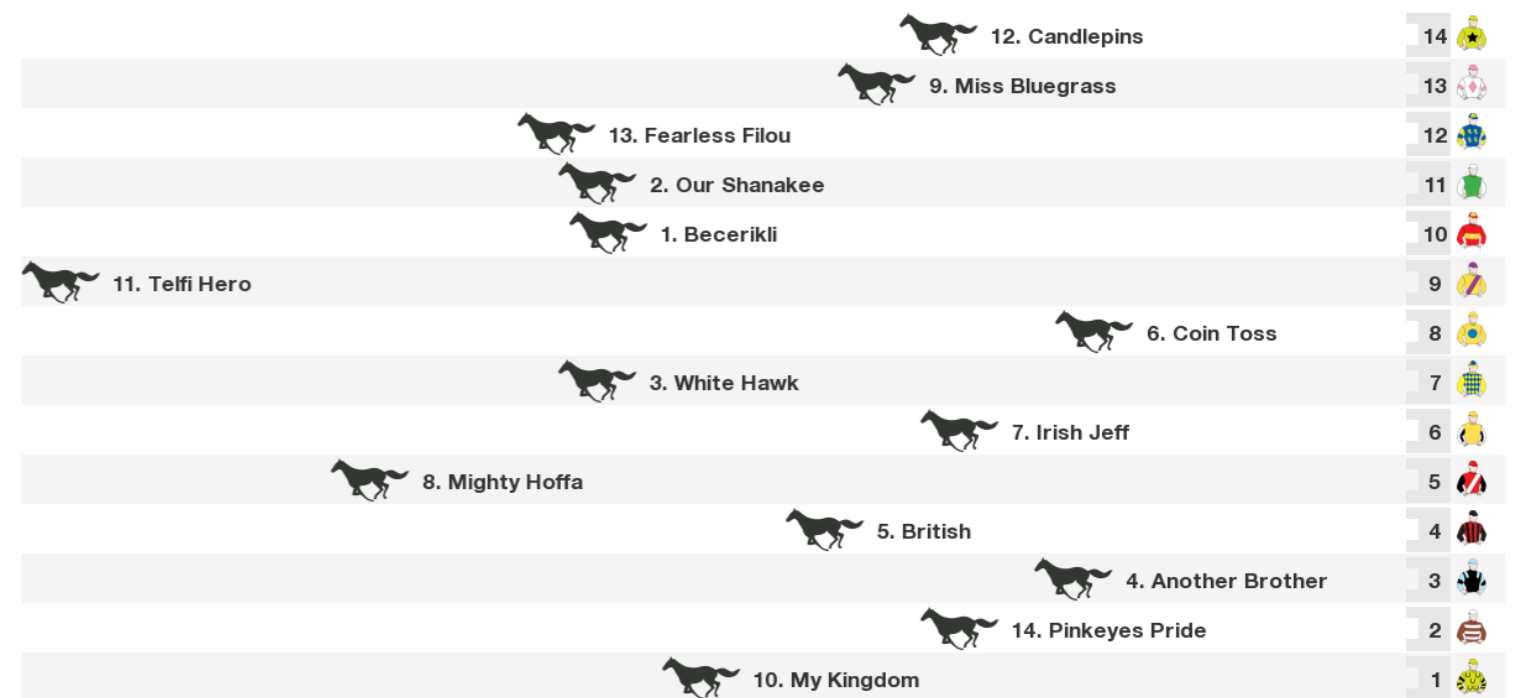 12. Candlepins 14
9. Miss Bluegrass 13
13. Fearless Filou 12
2. Our Shanakee 11
1. Becerikli 10
11. Telfi Hero 9
6. Coin Toss 8
3. White Hawk 7
7. Irish Jeff 6
8. Mighty Hoffa 5
5. British 4
4. Another Brother 3
14. Pinkeyes Pride 2
10. My Kingdom 1